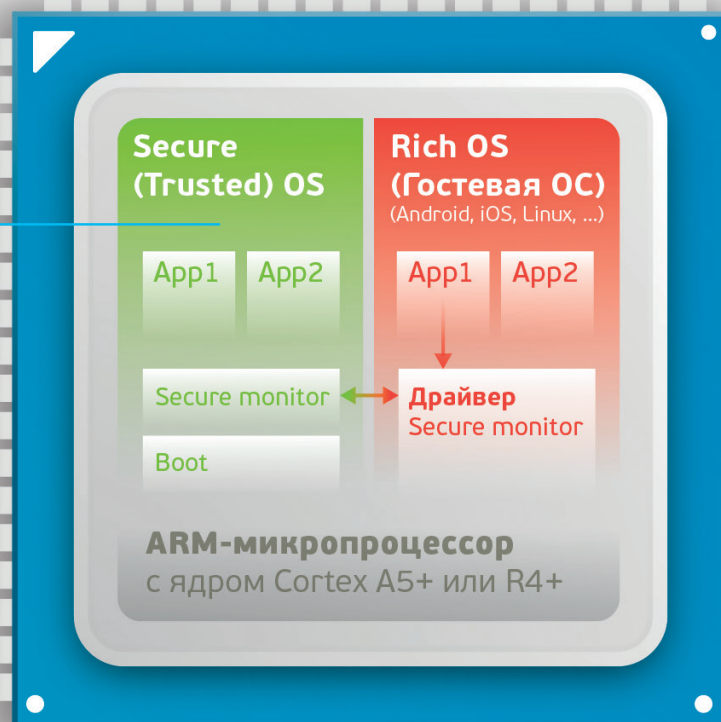 Secure
(Trusted) OS
App1
App2
Secure monitor
Boot
Rich OS
(Гостевая ОС)
(Android, iOS, Linux, ...)
App1
App2
Драйвер
Secure monitor
ARM-микропроцессор
с ядром Cortex A5+ или R4+